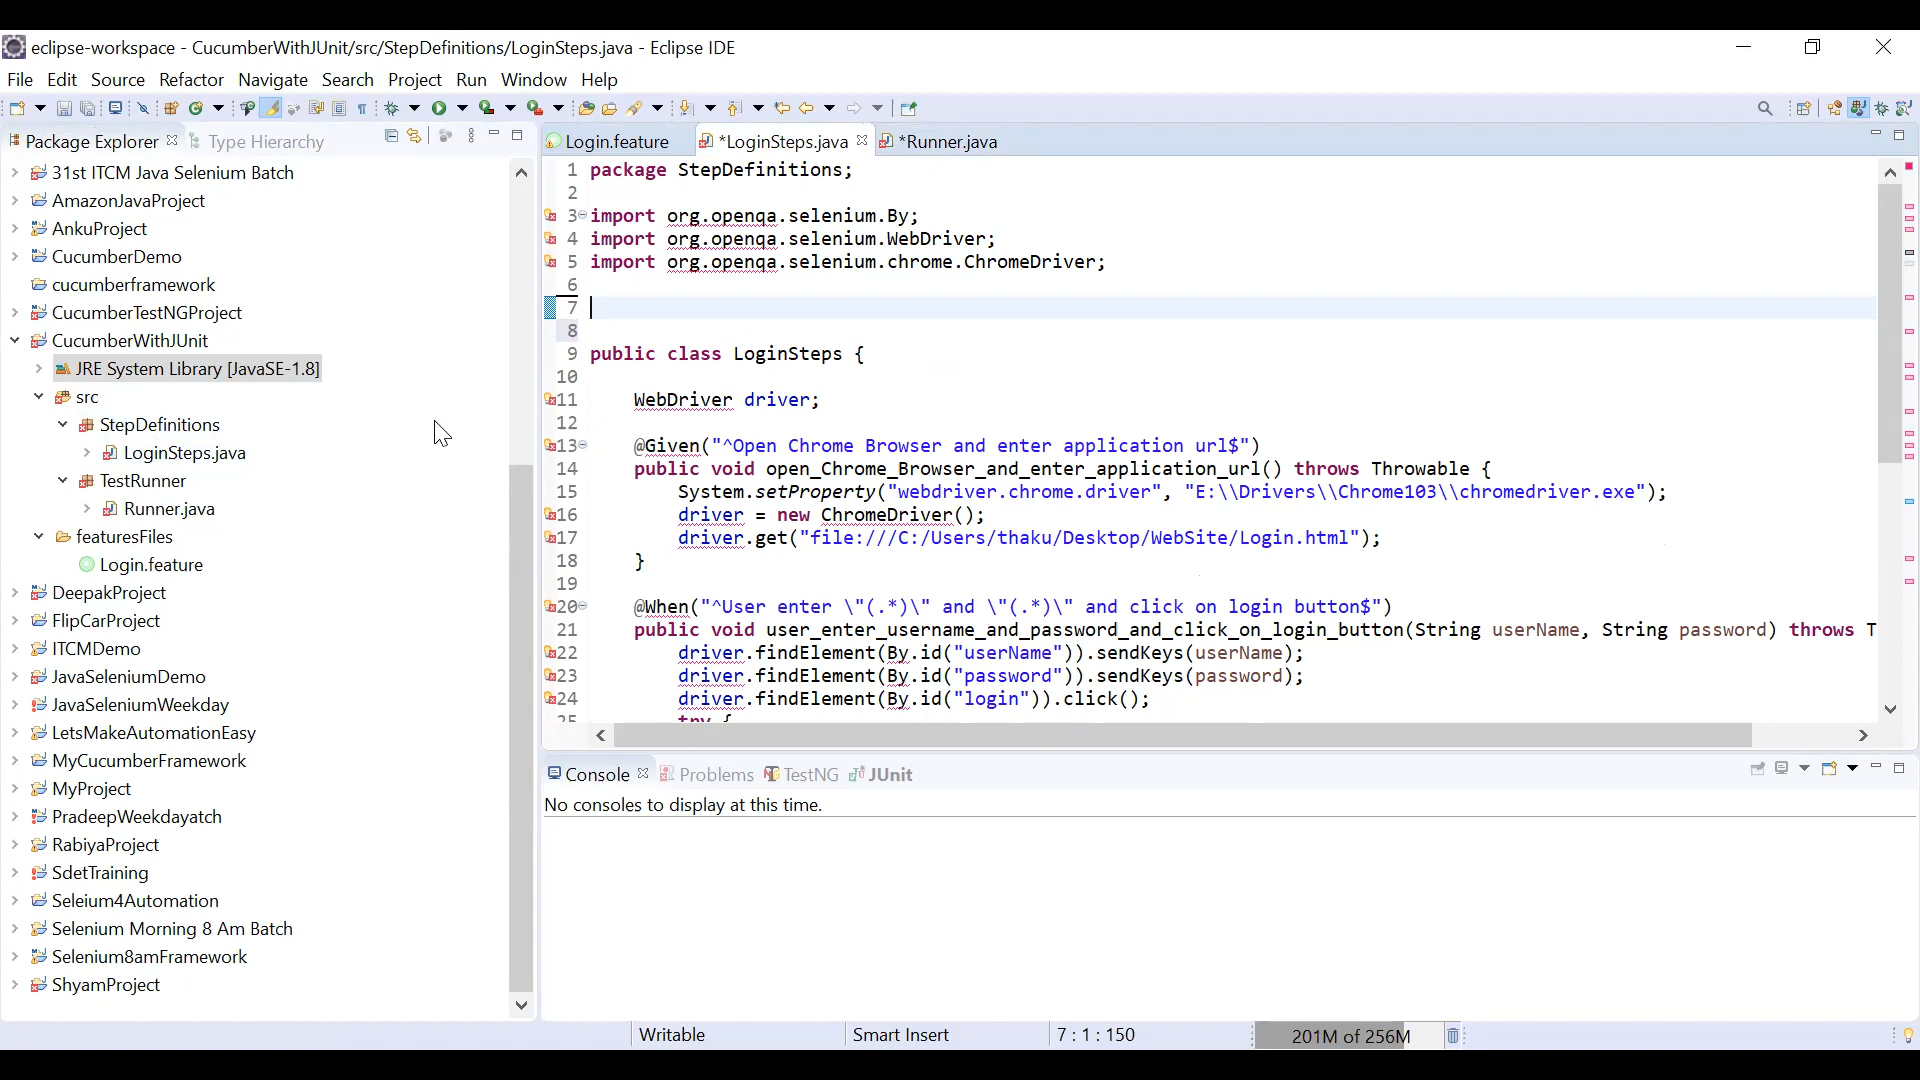 eclipse-workspace - CucumberWithJUnit/src/StepDefinitions/LoginSteps.java - Eclipse IDE
File Edit Source Refactor Navigate Search Project Run Window Help
Package Explorer Type Hierarchy
31st ITCM Java Selenium Batch
AmazonJavaProject
AnkuProject
CucumberDemo
cucumberframework
CucumberTestNGProject
CucumberWithJUnit
JRE System Library [JavaSE-1.8]
src
StepDefinitions
LoginSteps.java
TestRunner
Runner.java
featuresFiles
Login.feature
DeepakProject
FlipCarProject
ITCMDemo
JavaSeleniumDemo
JavaSeleniumWeekday
LetsMakeAutomationEasy
MyCucumberFramework
MyProject
PradeepWeekdayatch
RabiyaProject
SdetTraining
Seleium4Automation
Selenium Morning 8 Am Batch
Selenium8amFramework
ShyamProject
Login.feature *LoginSteps.java *Runner.java
1 package StepDefinitions;
2
3 import org.openqa.selenium.By;
4 import org.openqa.selenium.WebDriver;
5 import org.openqa.selenium.chrome.ChromeDriver;
6
7
8
9 public class LoginSteps {
10
11 WebDriver driver;
12
13 @Given("^Open Chrome Browser and enter application url$")
14 public void open_Chrome_Browser_and_enter_application_url() throws Throwable {
15 System.setProperty("webdriver.chrome.driver", "E:\\Drivers\\Chrome103\\chromedriver.exe");
16 driver = new ChromeDriver();
17 driver.get("file:///C:/Users/thaku/Desktop/WebSite/Login.html");
18 }
19
20 @When("^User enter \"(.*)\" and \"(.*)\" and click on login button$")
21 public void user_enter_username_and_password_and_click_on_login_button(String userName, String password) throws T
22 driver.findElement(By.id("userName")).sendKeys(userName);
23 driver.findElement(By.id("password")).sendKeys(password);
24 driver.findElement(By.id("login")).click();
25 try {
Console Problems TestNG JUnit
No consoles to display at this time.
Writable Smart Insert 7 : 1 : 150 201M of 256M